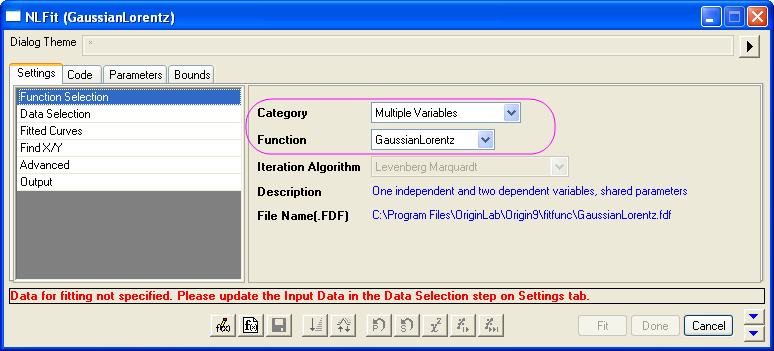 NLFit (GaussianLorentz)
Dialog Theme *
Settings Code Parameters Bounds
Function Selection
Data Selection
Fitted Curves
Find X/Y
Advanced
Output
Category Multiple Variables
Function GaussianLorentz
Iteration Algorithm Levenberg Marquardt
Description One independent and two dependent variables, shared parameters
File Name(.FDF) C:\Program Files\OriginLab\Origin9\fitfunc\GaussianLorentz.fdf
Data for fitting not specified. Please update the Input Data in the Data Selection step on Settings tab.
Fit Done Cancel